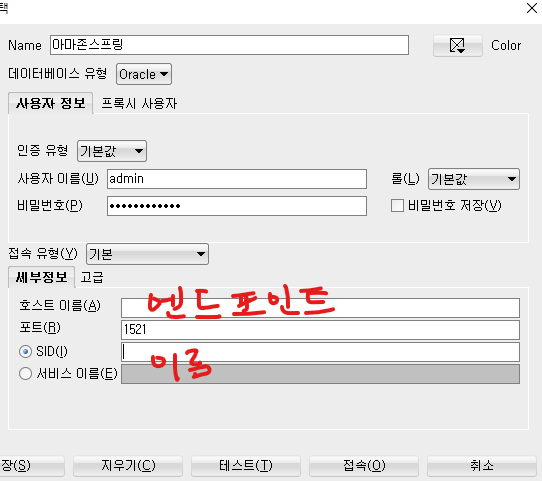 택
Name 아마존스프링 Color
데이터베이스 유형 Oracle
사용자 정보 프록시 사용자
인증 유형 기본값
사용자 이름(U) admin 롤(L) 기본값
비밀번호(P) •••••••••••• 비밀번호 저장(V)
접속 유형(Y) 기본
세부정보 고급
호스트 이름(A) 엔드포인트
포트(R) 1521
SID(I) 이름
서비스 이름(E)
장(S) 지우기(C) 테스트(T) 접속(O) 취소